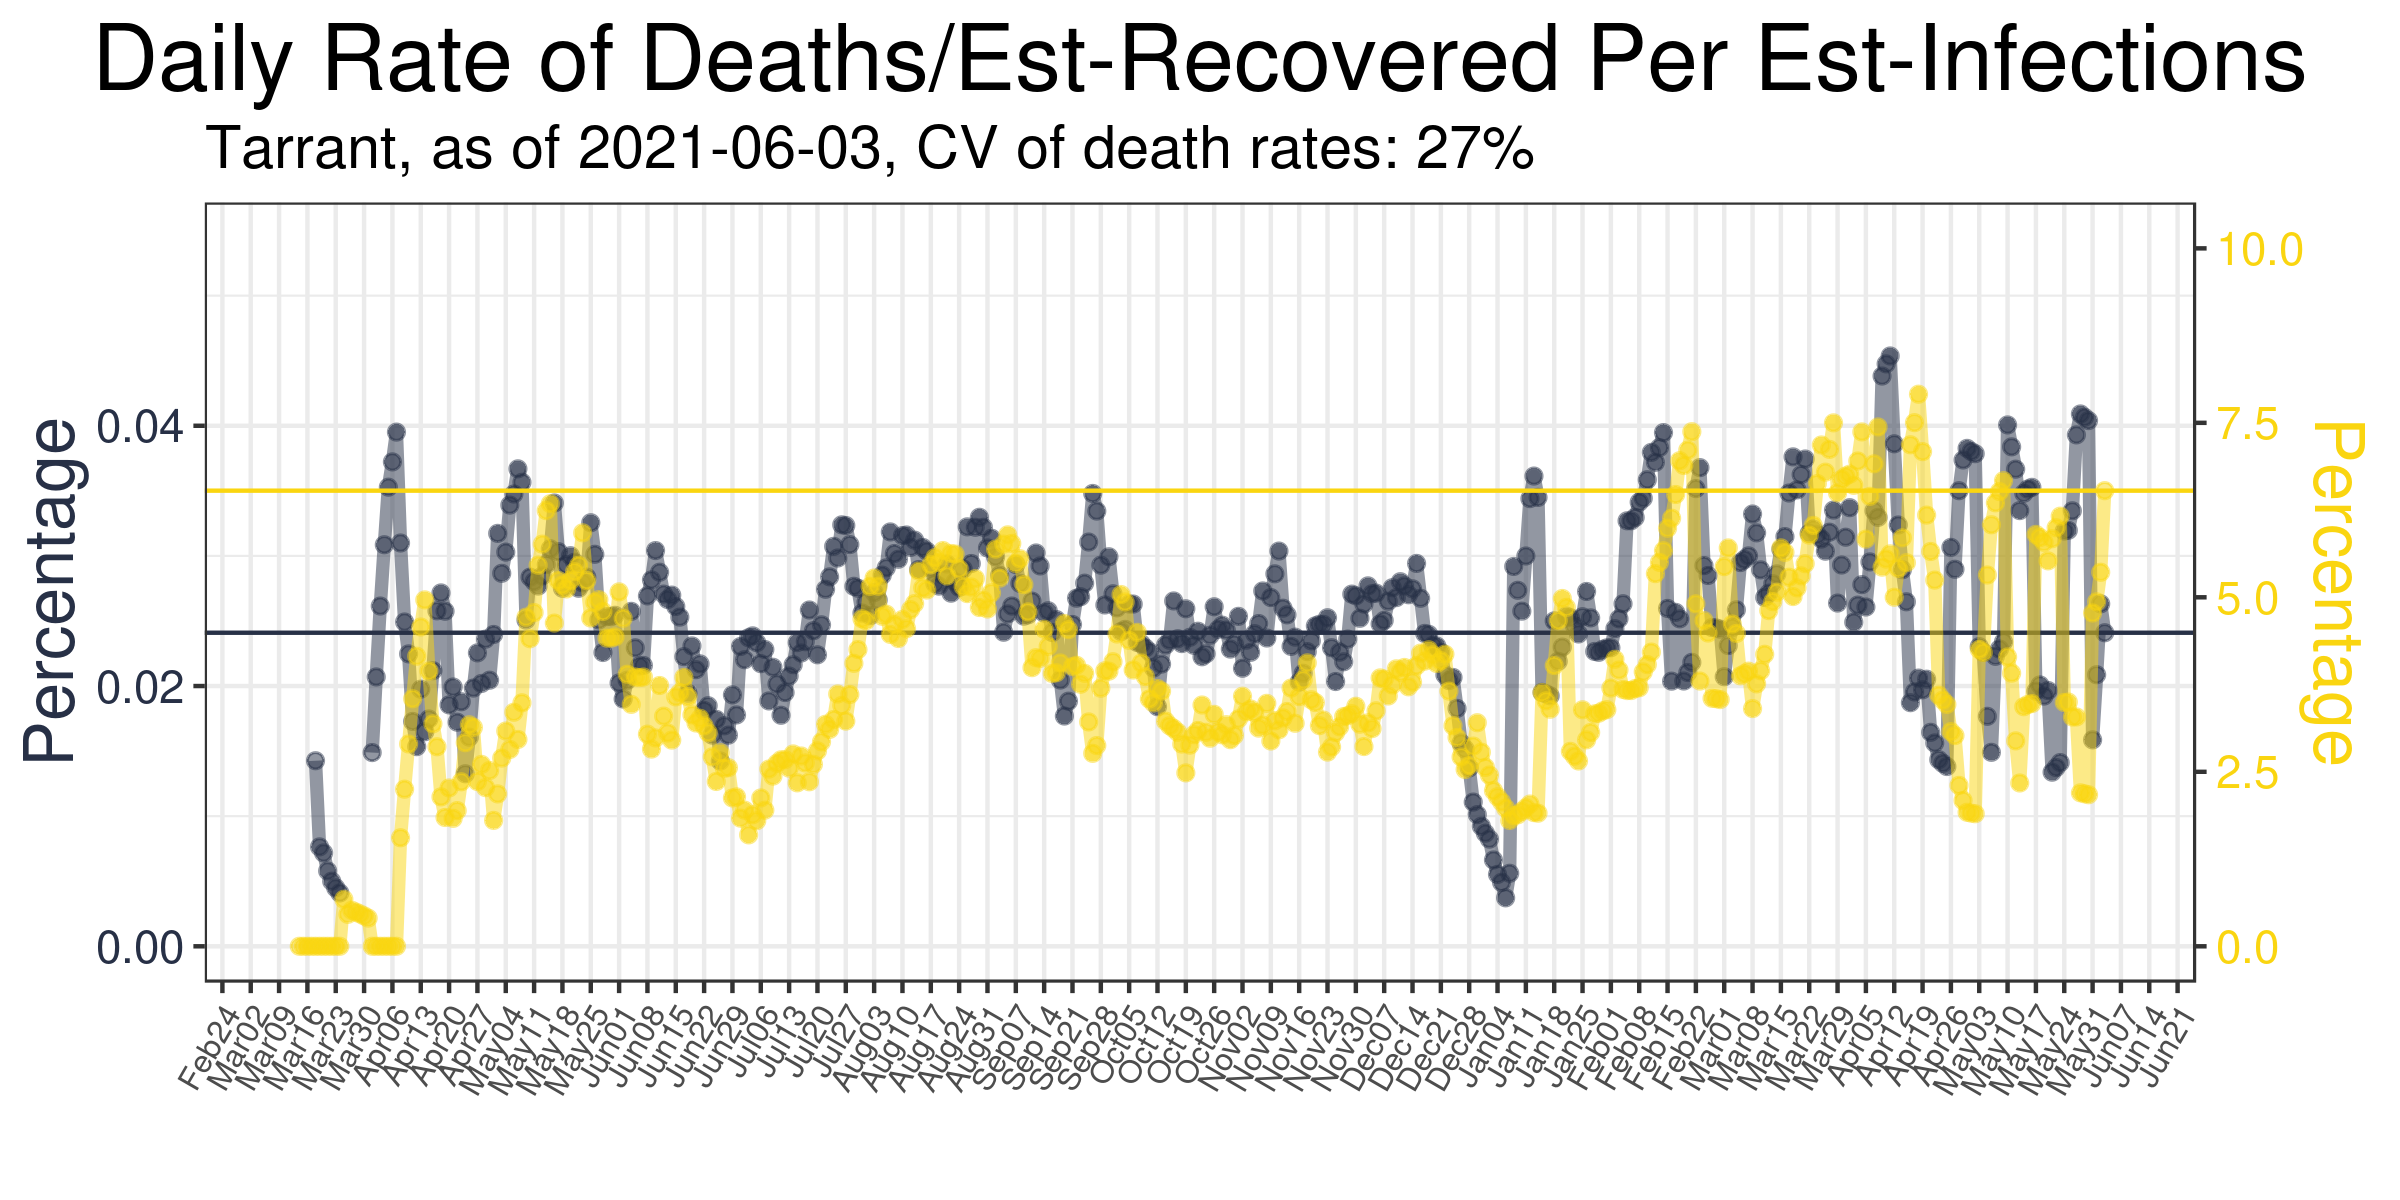 Daily Rate of Deaths/Est-Recovered Per Est-Infections
Tarrant, as of 2021-06-03, CV of death rates: 27%
Percentage
0.04
0.02
0.00
10.0
7.5
5.0
2.5
0.0
Percentage
Feb24
Mar02
Mar09
Mar16
Mar23
Mar30
Apr06
Apr13
Apr20
Apr27
May04
May11
May18
May25
Jun01
Jun08
Jun15
Jun22
Jun29
Jul06
Jul13
Jul20
Jul27
Aug03
Aug10
Aug17
Aug24
Aug31
Sep07
Sep14
Sep21
Sep28
Oct05
Oct12
Oct19
Oct26
Nov02
Nov09
Nov16
Nov23
Nov30
Dec07
Dec14
Dec21
Dec28
Jan04
Jan11
Jan18
Jan25
Feb01
Feb08
Feb15
Feb22
Mar01
Mar08
Mar15
Mar22
Mar29
Apr05
Apr12
Apr19
Apr26
May03
May10
May17
May24
May31
Jun07
Jun14
Jun21